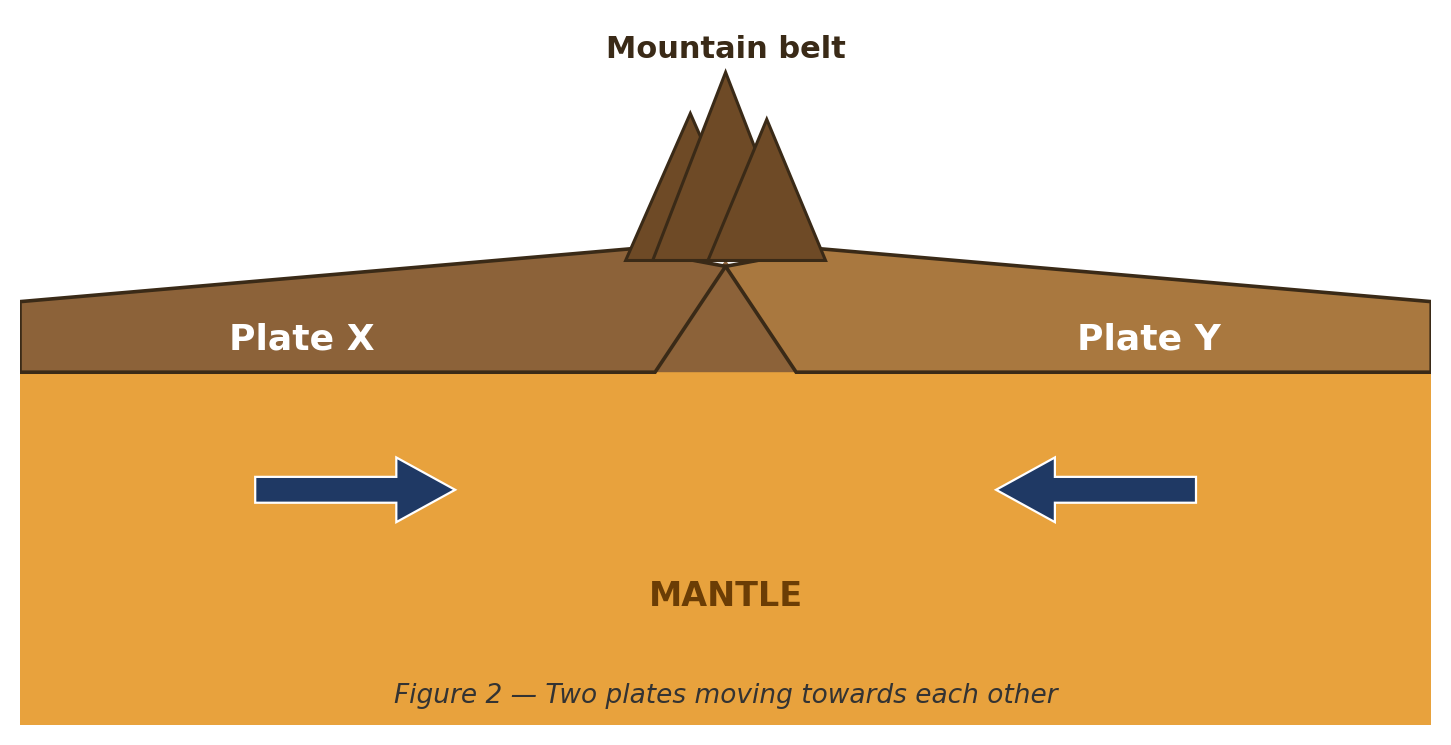 Mountain belt
Plate X
Plate Y
MANTLE
Figure 2 — Two plates moving towards each other